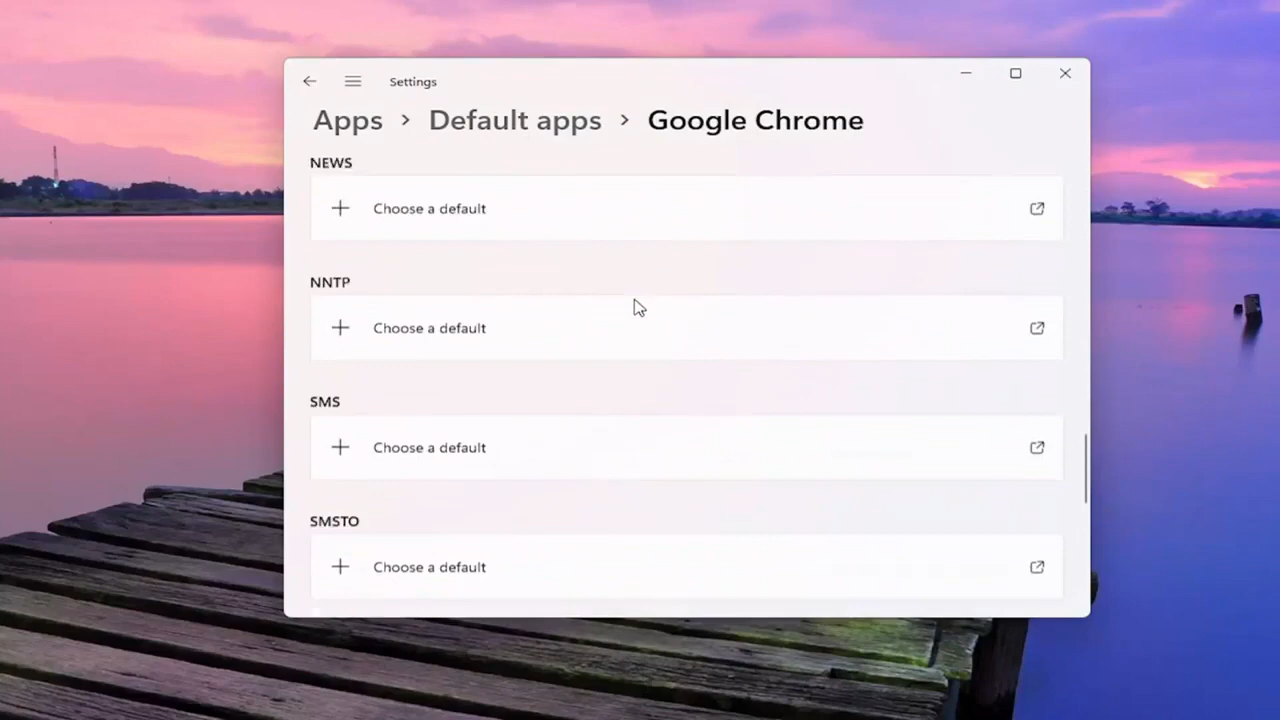 Settings
Apps > Default apps > Google Chrome
NEWS
Choose a default
NNTP
Choose a default
SMS
Choose a default
SMSTO
Choose a default